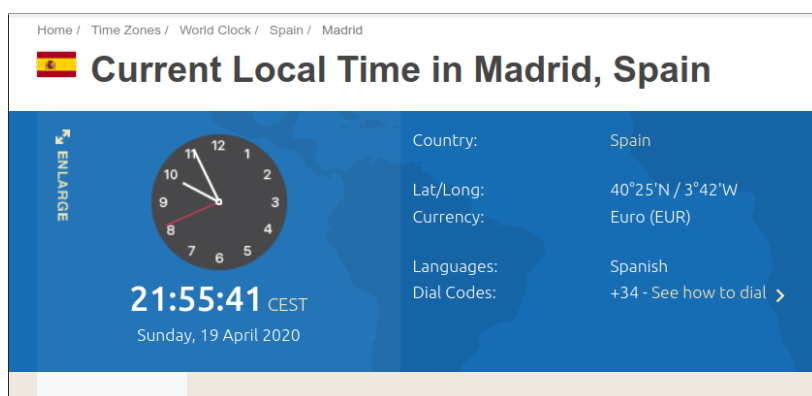 Home / Time Zones / World Clock / Spain / Madrid
Current Local Time in Madrid, Spain
ENLARGE
12
11 1
10 2
9 3
8 4
7 5
6
21:55:41 CEST
Sunday, 19 April 2020
Country: Spain
Lat/Long: 40°25'N / 3°42'W
Currency: Euro (EUR)
Languages: Spanish
Dial Codes: +34 - See how to dial